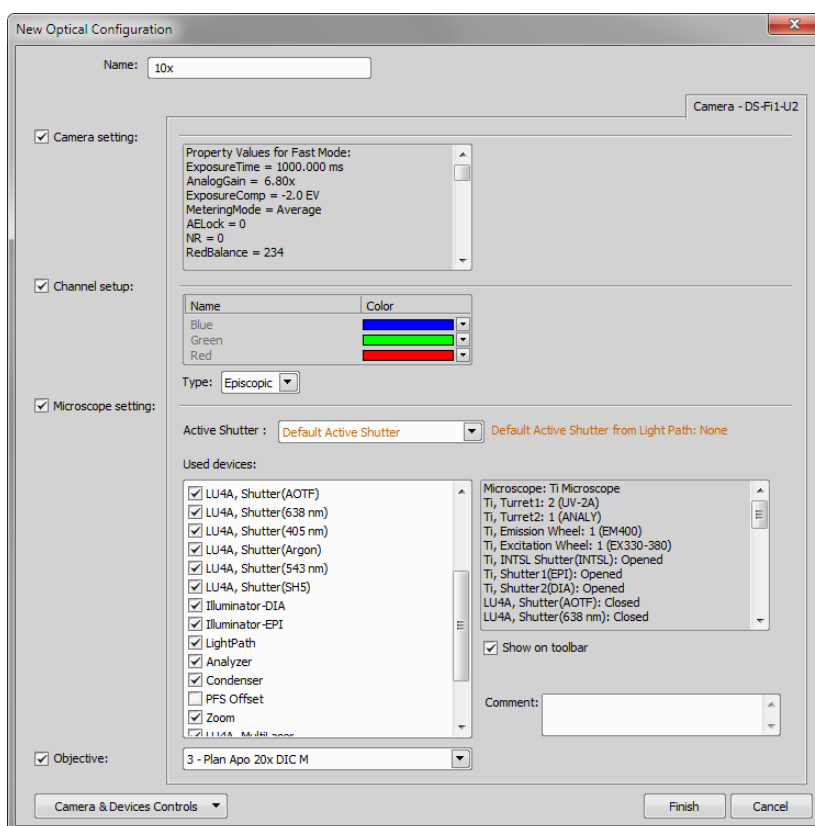 New Optical Configuration
Name: 10x
Camera - DS-Fi1-U2
Camera setting:
Property Values for Fast Mode:
ExposureTime = 1000.000 ms
AnalogGain = 6.80x
ExposureComp = -2.0 EV
MeteringMode = Average
AELock = 0
NR = 0
RedBalance = 234
Channel setup:
Name Color
Blue
Green
Red
Type: Episcopic
Microscope setting:
Active Shutter : Default Active Shutter Default Active Shutter from Light Path: None
Used devices:
LU4A, Shutter(AOTF)
LU4A, Shutter(638 nm)
LU4A, Shutter(405 nm)
LU4A, Shutter(Argon)
LU4A, Shutter(543 nm)
LU4A, Shutter(SH5)
Illuminator-DIA
Illuminator-EPI
LightPath
Analyzer
Condenser
PFS Offset
Zoom
LU4A, MultiLaser
Microscope: Ti Microscope
Ti, Turret1: 2 (UV-2A)
Ti, Turret2: 1 (ANALY)
Ti, Emission Wheel: 1 (EM400)
Ti, Excitation Wheel: 1 (EX330-380)
Ti, INTSL Shutter(INTSL): Opened
Ti, Shutter1(EPI): Opened
Ti, Shutter2(DIA): Opened
LU4A, Shutter(AOTF): Closed
LU4A, Shutter(638 nm): Closed
Show on toolbar
Comment:
Objective: 3 - Plan Apo 20x DIC M
Camera & Devices Controls
Finish
Cancel